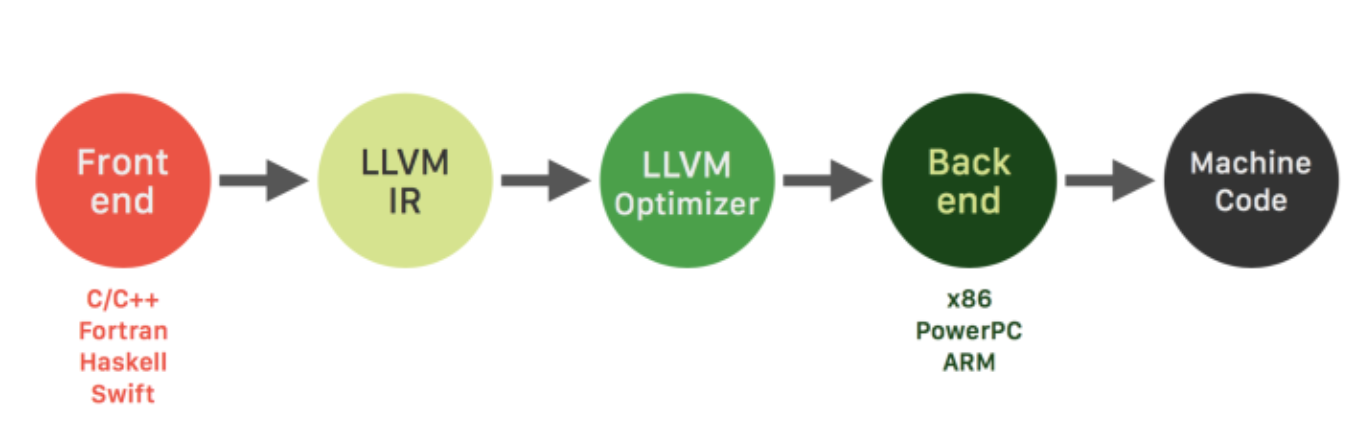 Front
end
LLVM
IR
LLVM
Optimizer
Back
end
Machine
Code
C/C++
Fortran
Haskell
Swift
x86
PowerPC
ARM